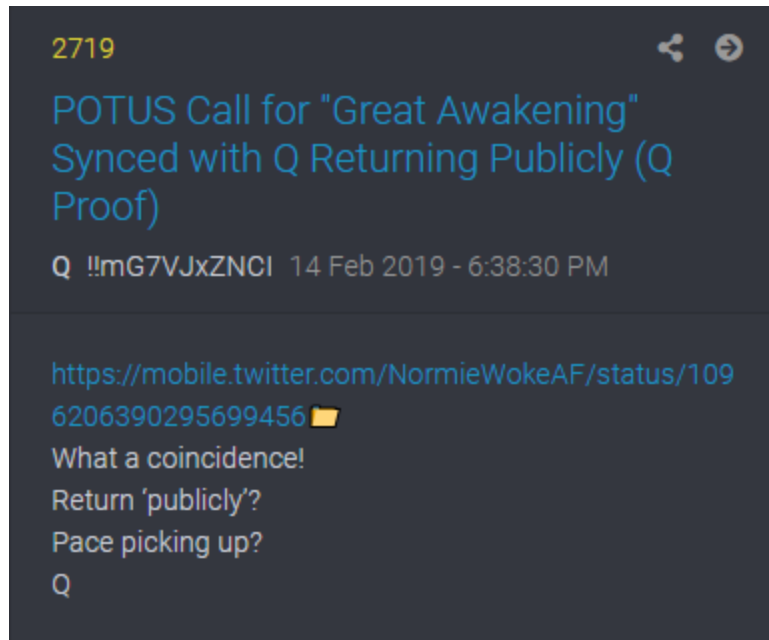 2719
POTUS Call for "Great Awakening"
Synced with Q Returning Publicly (Q
Proof)
Q !!mG7VJxZNCI 14 Feb 2019 - 6:38:30 PM
https://mobile.twitter.com/NormieWokeAF/status/109
6206390295699456
What a coincidence!
Return ‘publicly’?
Pace picking up?
Q